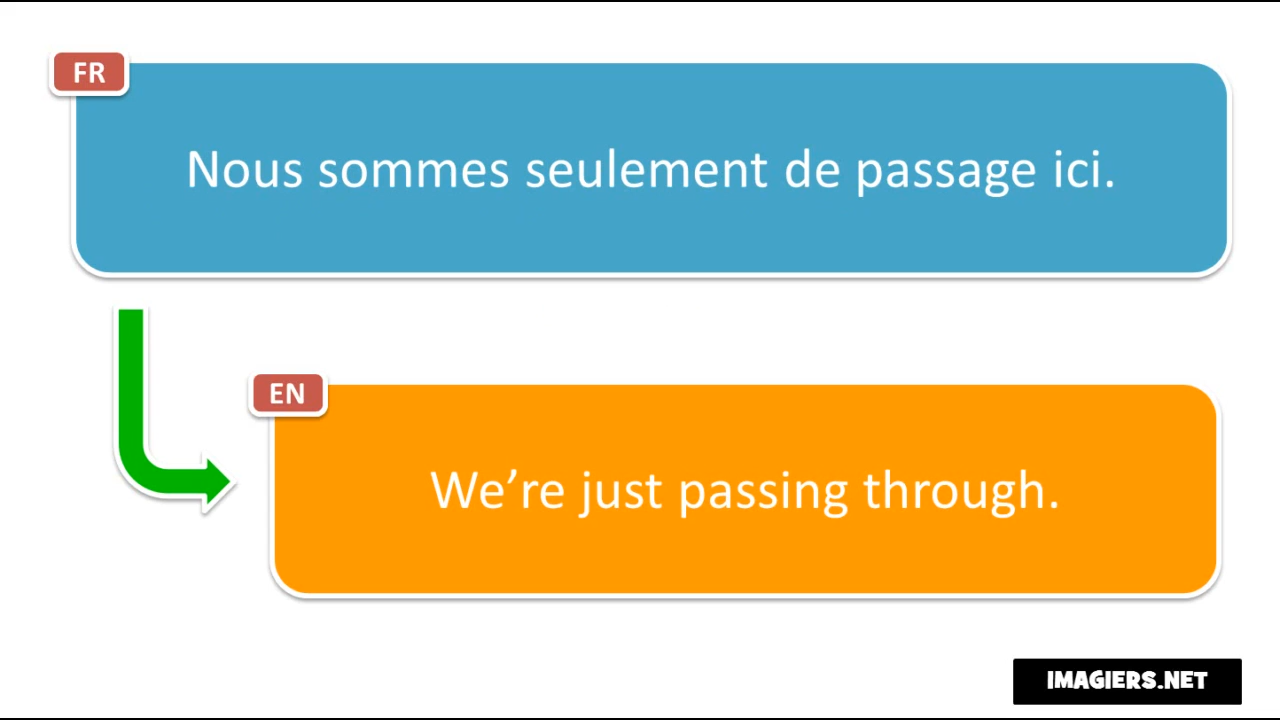 FR
Nous sommes seulement de passage ici.
EN
We’re just passing through.
IMAGIERS.NET